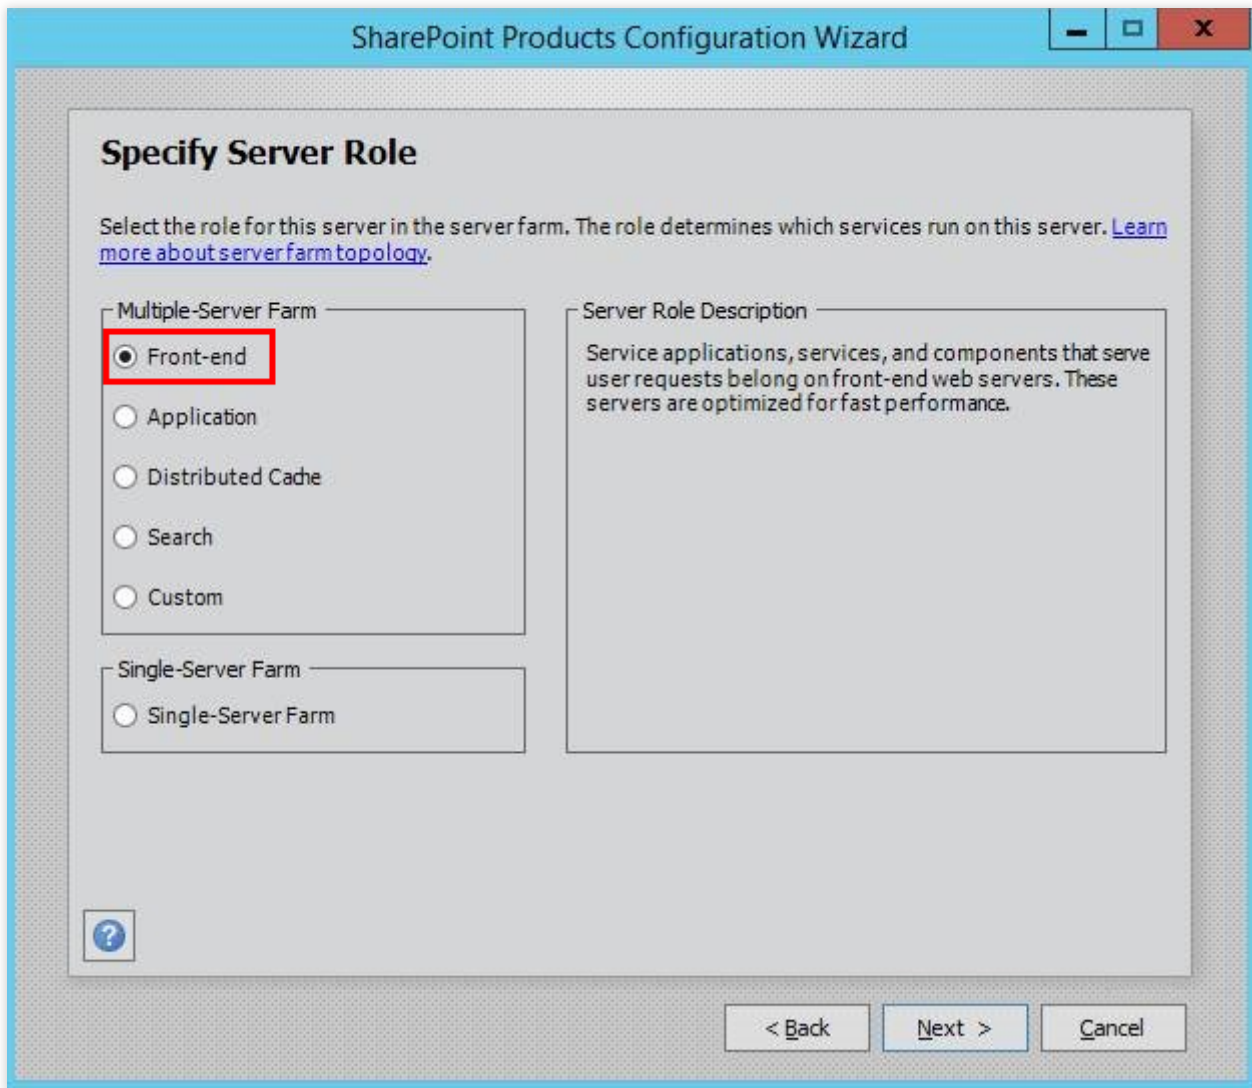 SharePoint Products Configuration Wizard
x
Specify Server Role
Select the role for this server in the server farm. The role determines which services run on this server. Learn
more about server farm topology.
Multiple-Server Farm
Front-end
Application
Distributed Cache
Search
Custom
Single-Server Farm
Single-Server Farm
Server Role Description
Service applications, services, and components that serve
user requests belong on front-end web servers. These
servers are optimized for fast performance.
?
< Back
Next >
Cancel